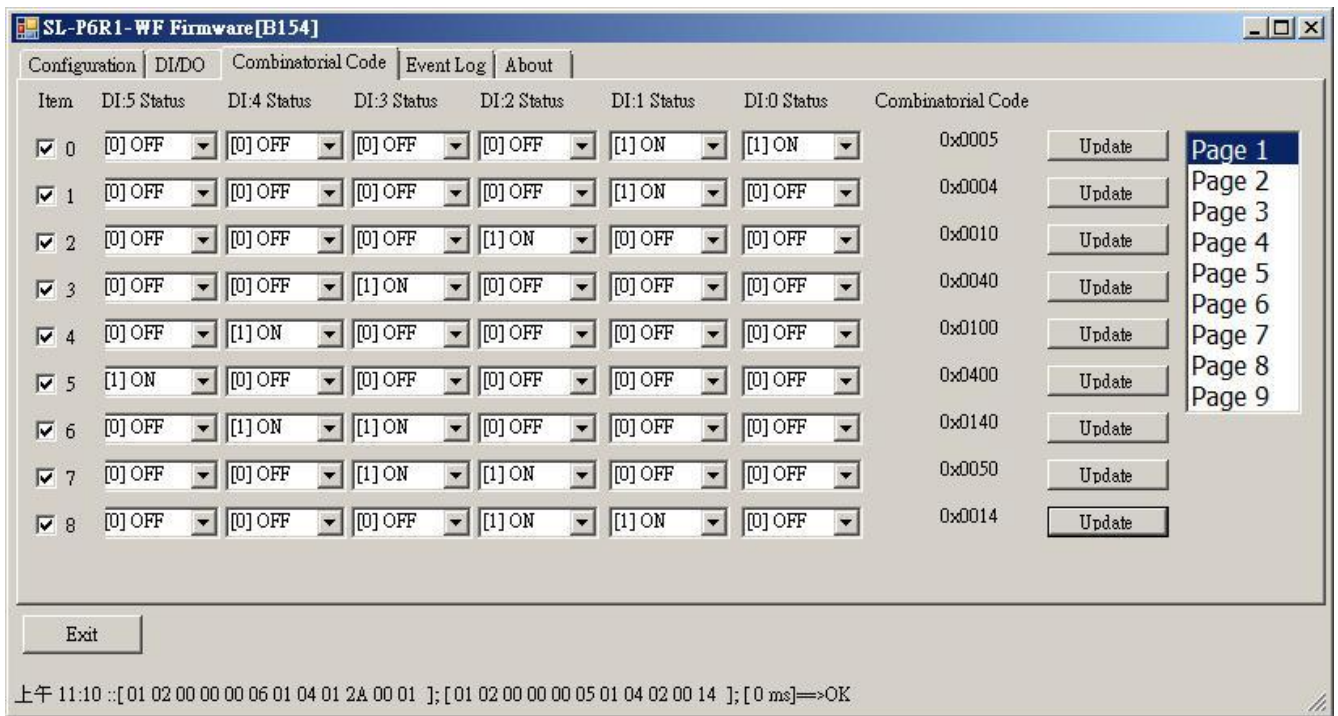 SL-P6R1-WF Firmware[B154]
Configuration DI/DO Combinatorial Code Event Log About
Item DI:5 Status DI:4 Status DI:3 Status DI:2 Status DI:1 Status DI:0 Status Combinatorial Code
0 [0] OFF [0] OFF [0] OFF [0] OFF [1] ON [1] ON 0x0005 Update
1 [0] OFF [0] OFF [0] OFF [0] OFF [1] ON [0] OFF 0x0004 Update
2 [0] OFF [0] OFF [0] OFF [1] ON [0] OFF [0] OFF 0x0010 Update
3 [0] OFF [0] OFF [1] ON [0] OFF [0] OFF [0] OFF 0x0040 Update
4 [0] OFF [1] ON [0] OFF [0] OFF [0] OFF [0] OFF 0x0100 Update
5 [1] ON [0] OFF [0] OFF [0] OFF [0] OFF [0] OFF 0x0400 Update
6 [0] OFF [1] ON [1] ON [0] OFF [0] OFF [0] OFF 0x0140 Update
7 [0] OFF [0] OFF [1] ON [1] ON [0] OFF [0] OFF 0x0050 Update
8 [0] OFF [0] OFF [0] OFF [1] ON [1] ON [0] OFF 0x0014 Update
Page 1
Page 2
Page 3
Page 4
Page 5
Page 6
Page 7
Page 8
Page 9
Exit
上午 11:10 ::[ 01 02 00 00 00 06 01 04 01 2A 00 01 ]; [ 01 02 00 00 00 05 01 04 02 00 14 ]; [ 0 ms]==>OK